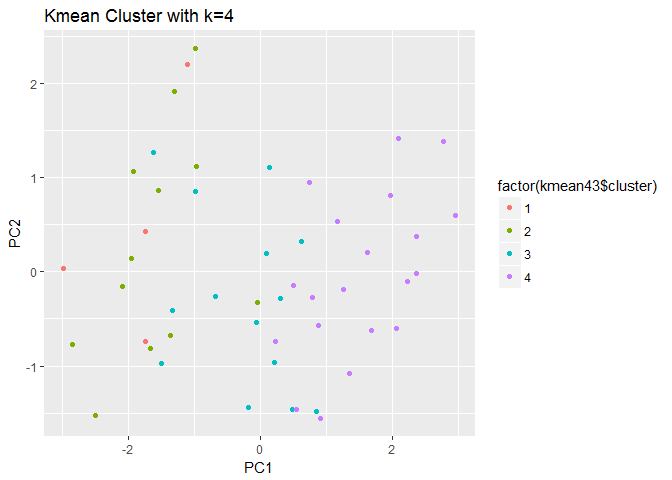 Kmean Cluster with k=4
2
1
0
-1
PC2
-2
0
2
PC1
factor(kmean43$cluster)
1
2
3
4